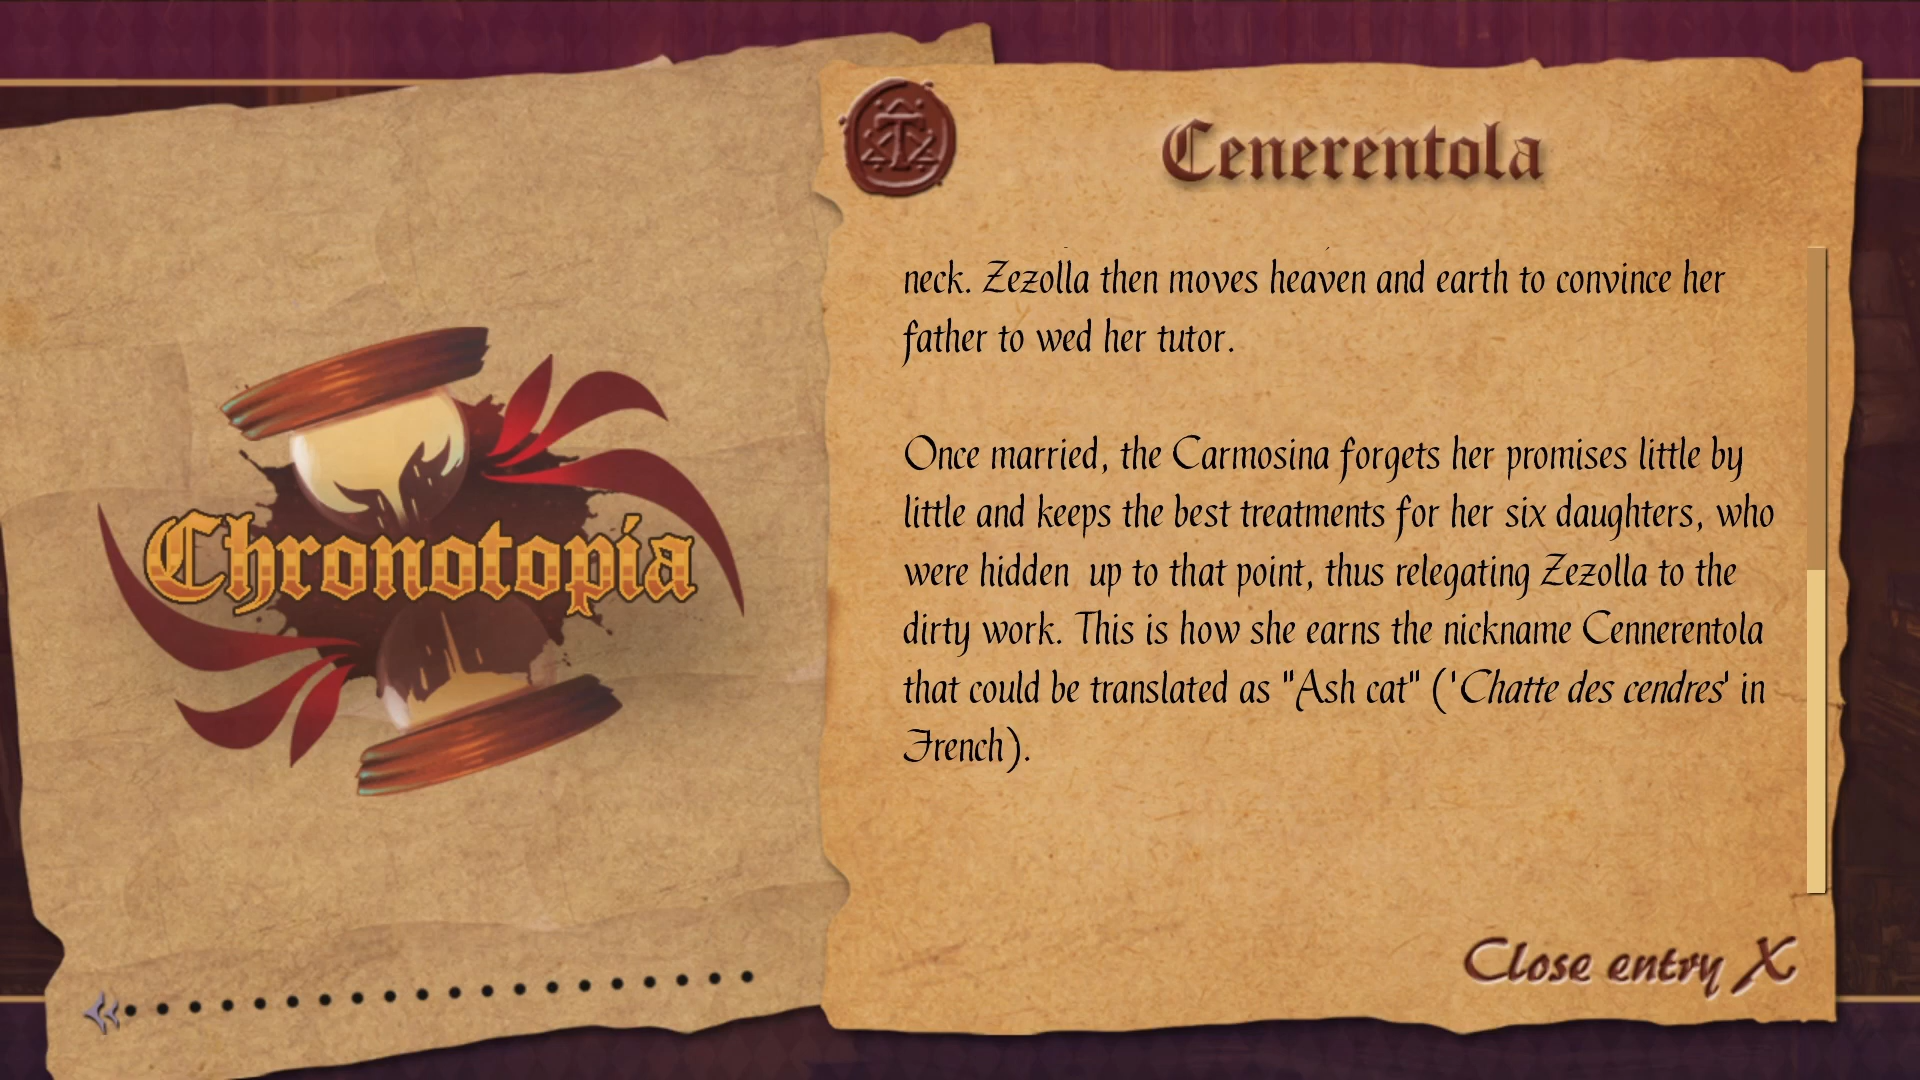 Chronotopia
Cenerentola
neck. Zezolla then moves heaven and earth to convince her
father to wed her tutor.
Once married, the Carmosina forgets her promises little by
little and keeps the best treatments for her six daughters, who
were hidden  up to that point, thus relegating Zezolla to the
dirty work. This is how she earns the nickname Cennerentola
that could be translated as "Ash cat" ('Chatte des cendres' in
French).
Close entry X